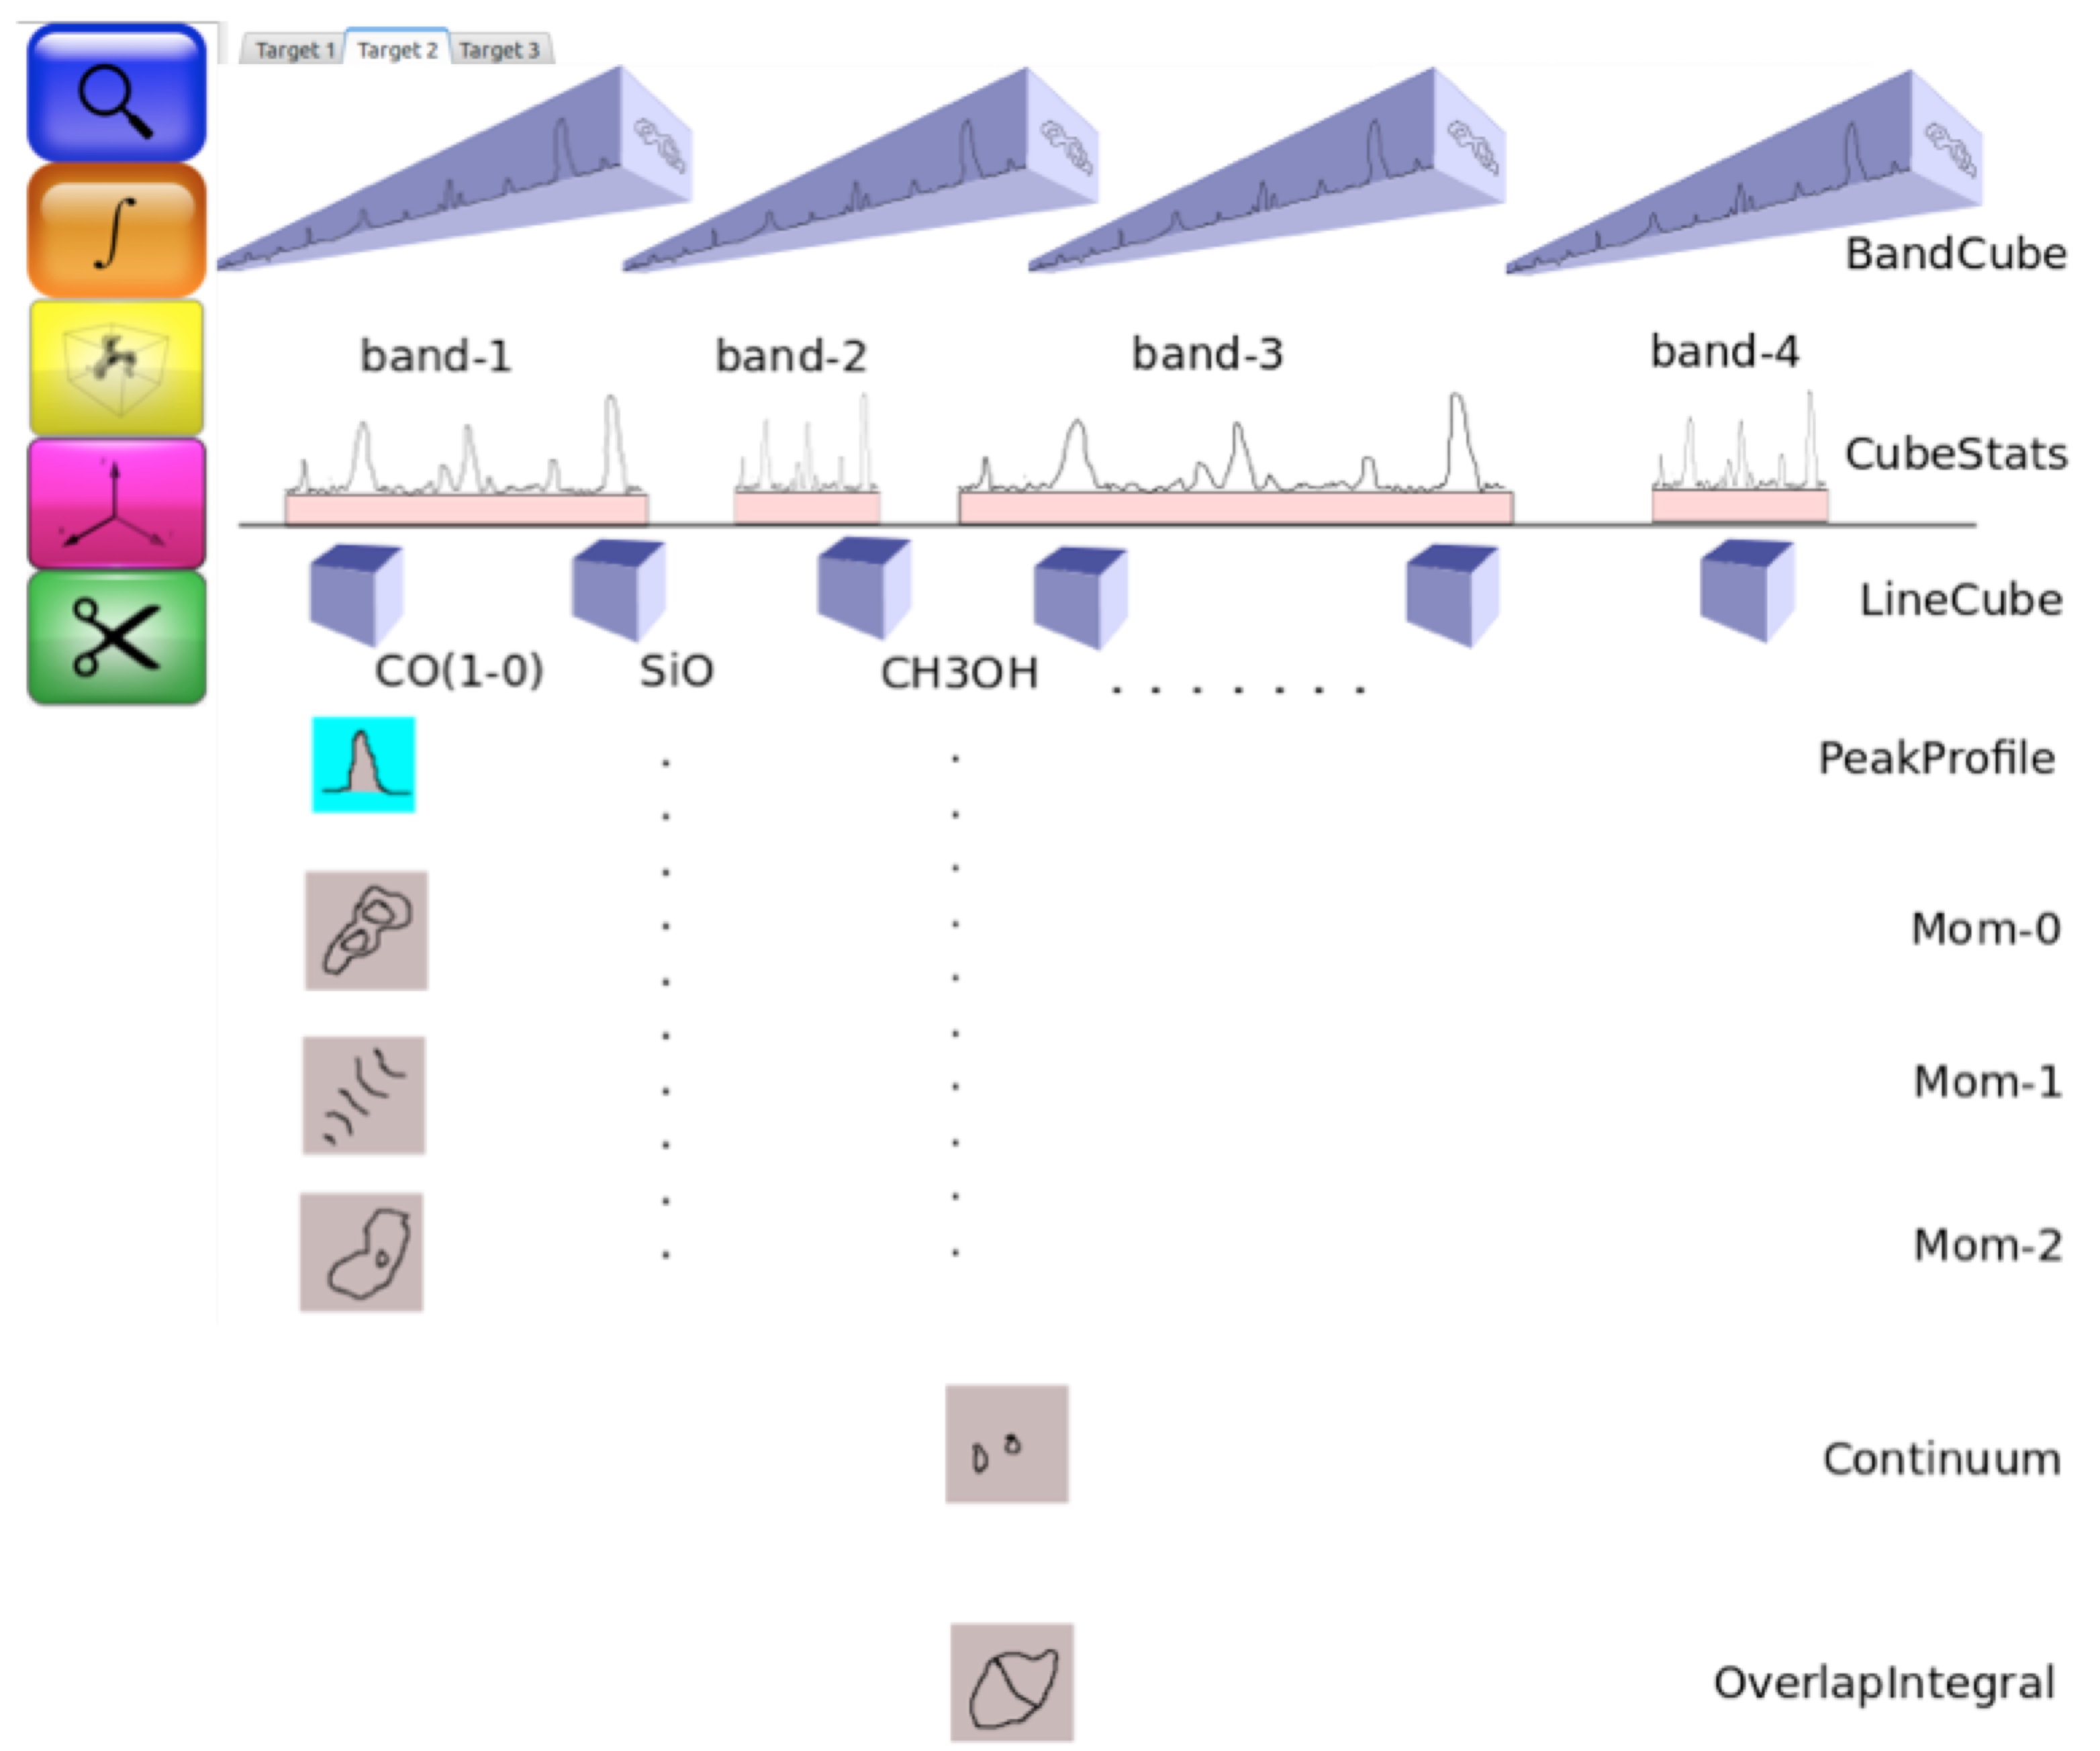 Target 1 Target 2 Target 3
BandCube
band-1 band-2 band-3 band-4
CubeStats
LineCube
CO(1-0) SiO CH3OH . . . . . . .
PeakProfile
Mom-0
Mom-1
Mom-2
Continuum
OverlapIntegral